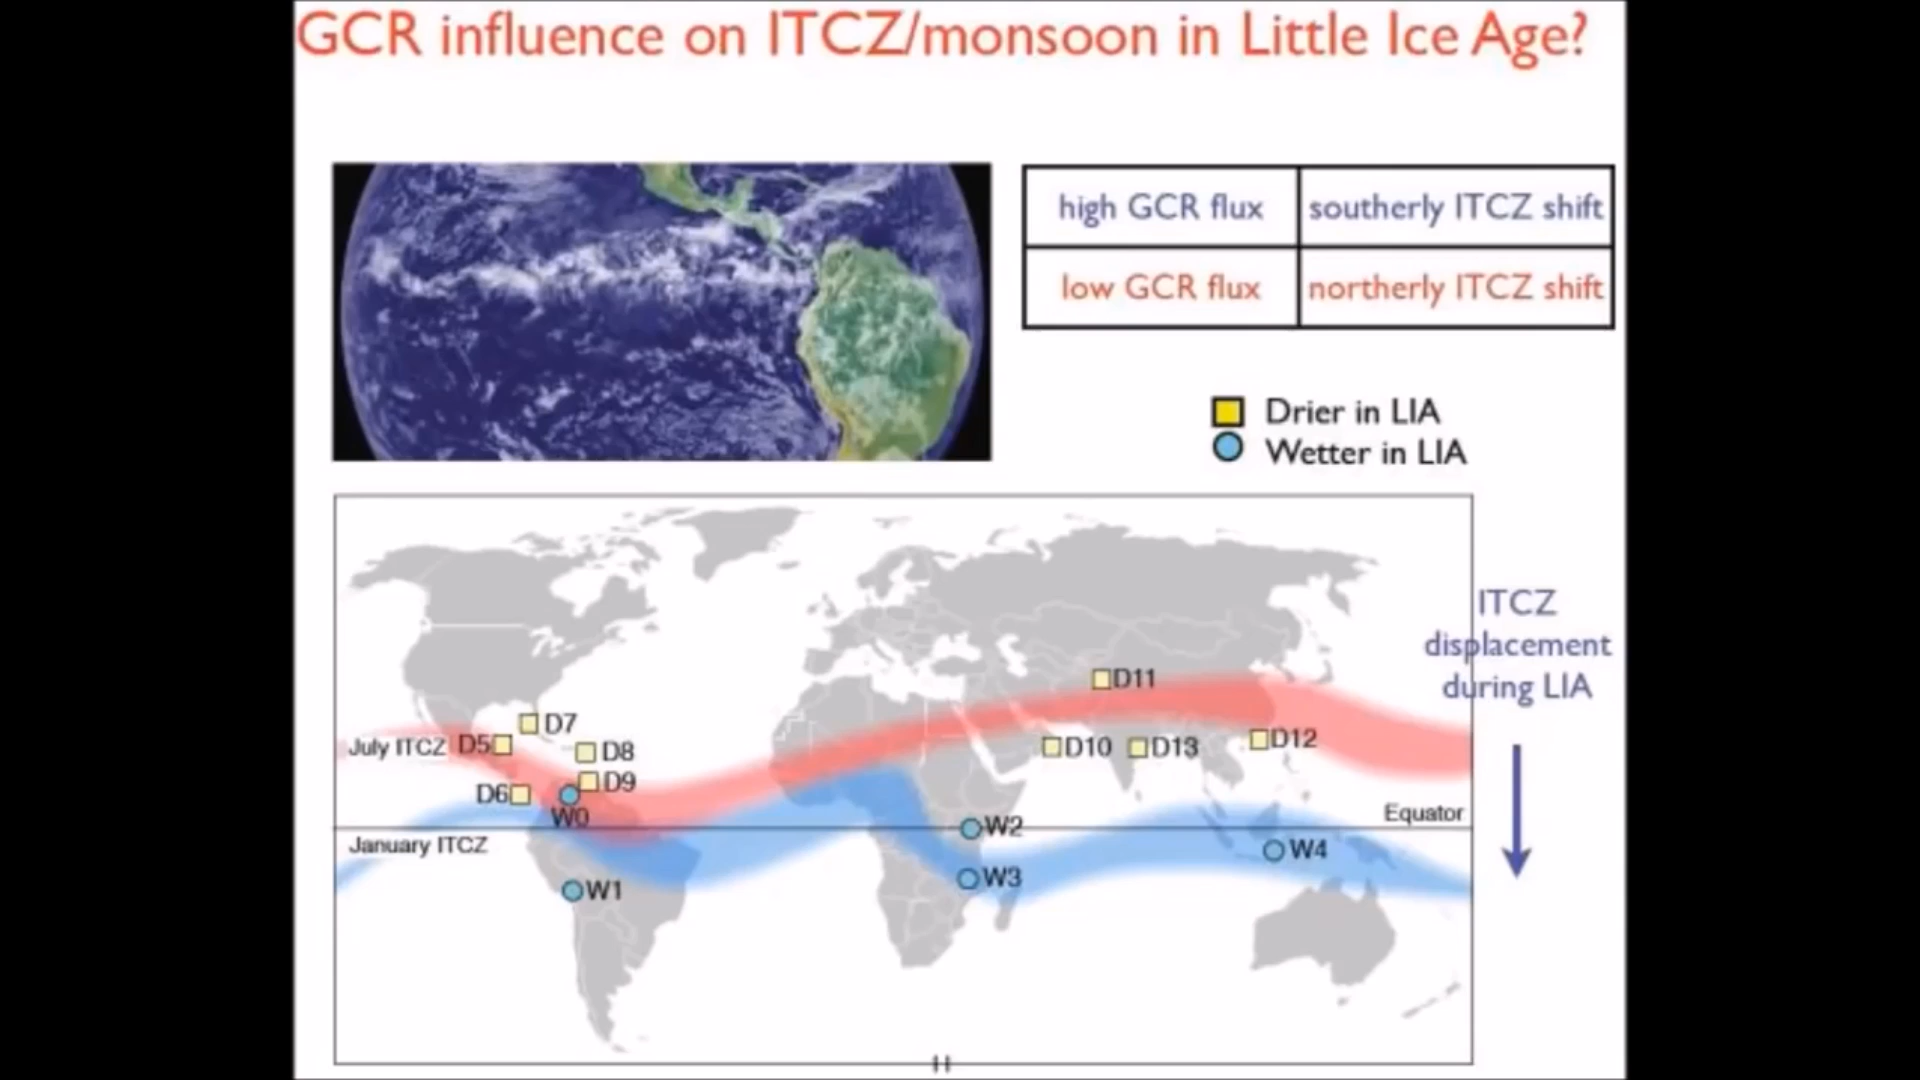 GCR influence on ITCZ/monsoon in Little Ice Age?
high GCR flux southerly ITCZ shift
low GCR flux northerly ITCZ shift
Drier in LIA
Wetter in LIA
ITCZ
displacement
during LIA
D11
D7
July ITCZ D5
D8
D10
D13
D12
D9
D6
W0
Equator
W2
January ITCZ
W4
W3
W1